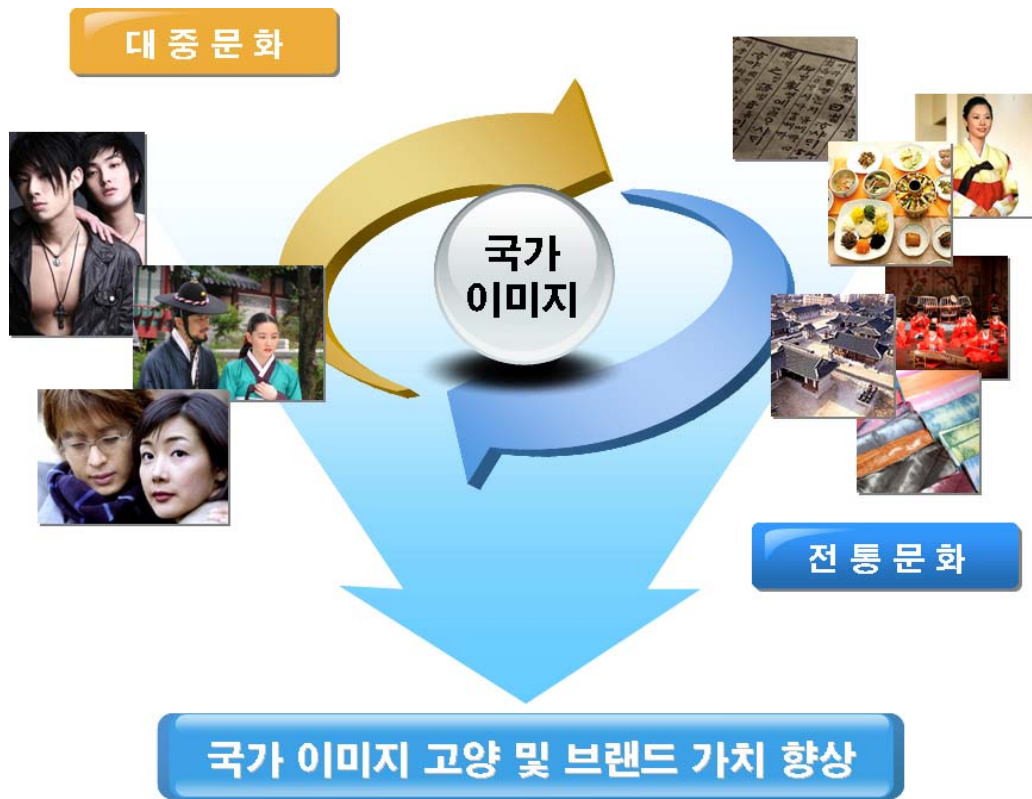 대 중 문 화
국가
이미지
전 통 문 화
국가 이미지 고양 및 브랜드 가치 향상